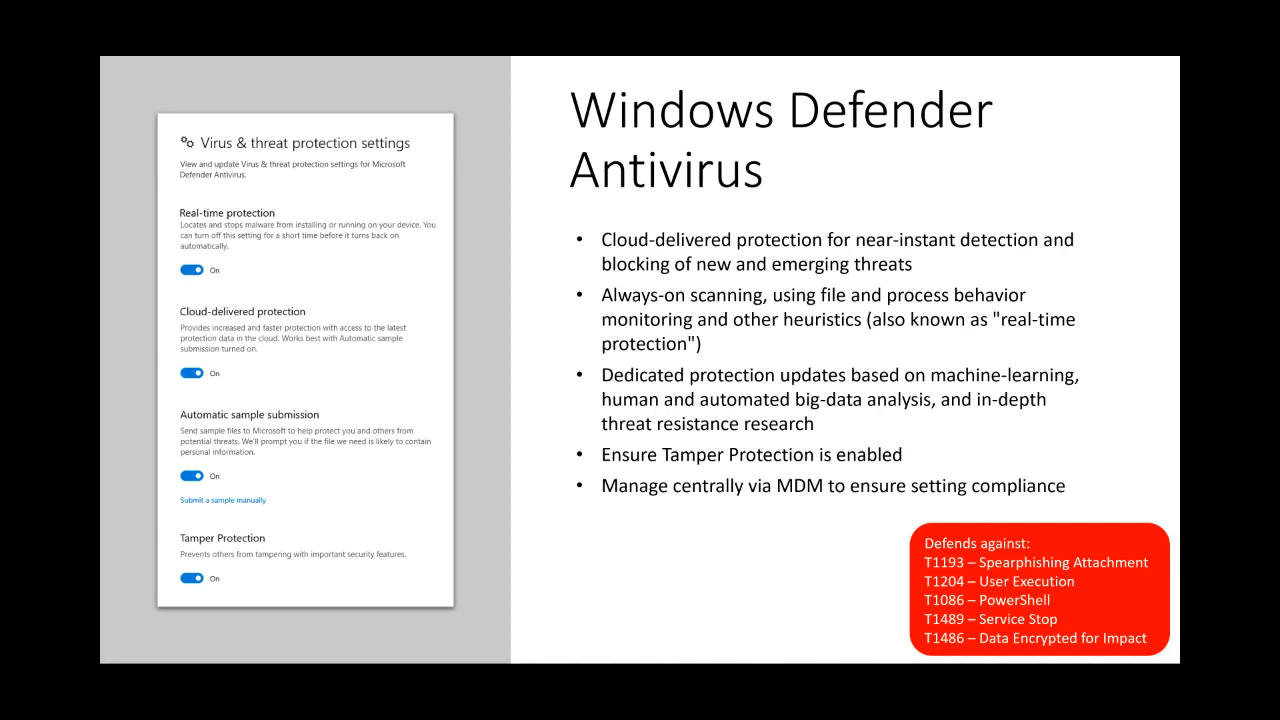 Virus & threat protection settings
View and update Virus & threat protection settings for Microsoft
Defender Antivirus.
Real-time protection
Locates and stops malware from installing or running on your device. You
can turn off this setting for a short time before it turns back on
automatically.
On
Cloud-delivered protection
Provides increased and faster protection with access to the latest
protection data in the cloud. Works best with Automatic sample
submission turned on.
On
Automatic sample submission
Send sample files to Microsoft to help protect you and others from
potential threats. We'll prompt you if the file we need is likely to contain
personal information.
On
Submit a sample manually
Tamper Protection
Prevents others from tampering with important security features.
On
Windows Defender
Antivirus
• Cloud-delivered protection for near-instant detection and
blocking of new and emerging threats
• Always-on scanning, using file and process behavior
monitoring and other heuristics (also known as "real-time
protection")
• Dedicated protection updates based on machine-learning,
human and automated big-data analysis, and in-depth
threat resistance research
• Ensure Tamper Protection is enabled
• Manage centrally via MDM to ensure setting compliance
Defends against:
T1193 – Spearphishing Attachment
T1204 – User Execution
T1086 – PowerShell
T1489 – Service Stop
T1486 – Data Encrypted for Impact